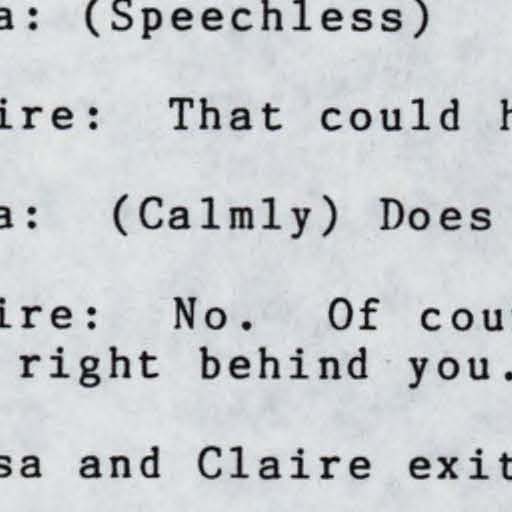 a: (Speechless)
ire: That could h
a: (Calmly) Does
ire: No. Of cou
right behind you.
sa and Claire exit